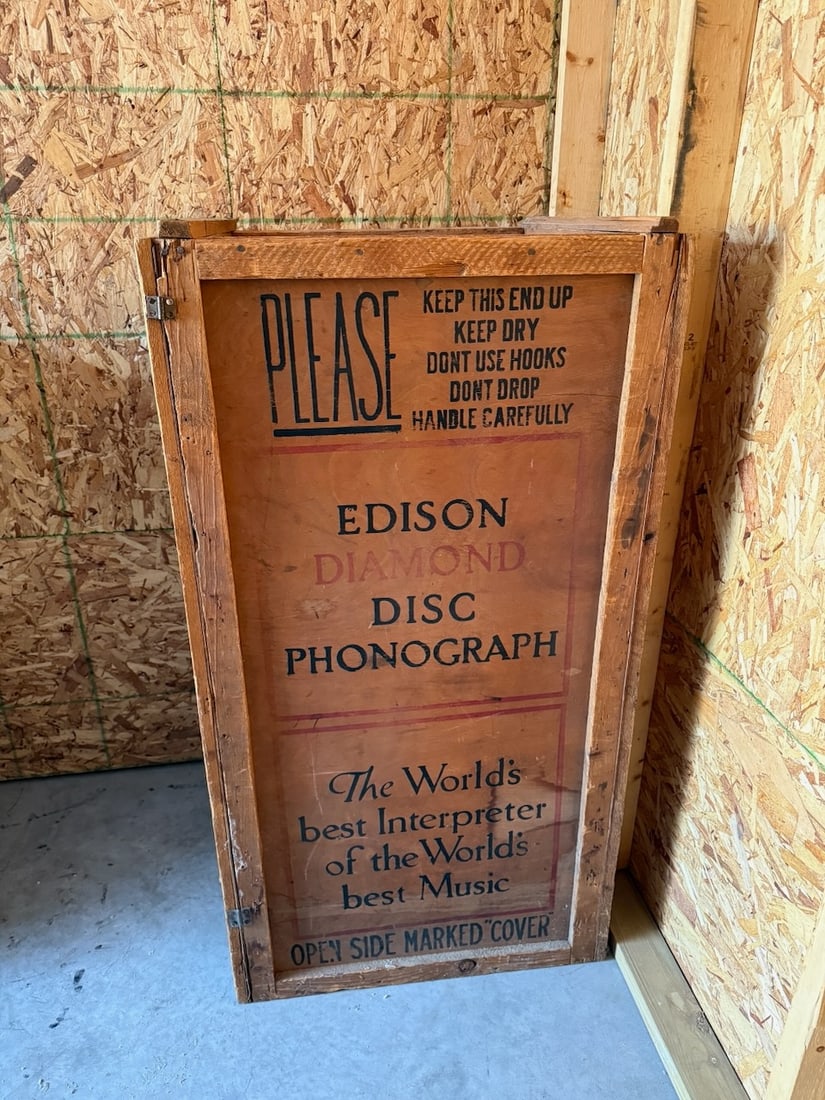 PLEASE
KEEP THIS END UP
KEEP DRY
DONT USE HOOKS
DONT DROP
HANDLE CAREFULLY
EDISON
DIAMOND
DISC
PHONOGRAPH
The World's
best Interpreter
of the World's
best Music
OPEN SIDE MARKED "COVER"